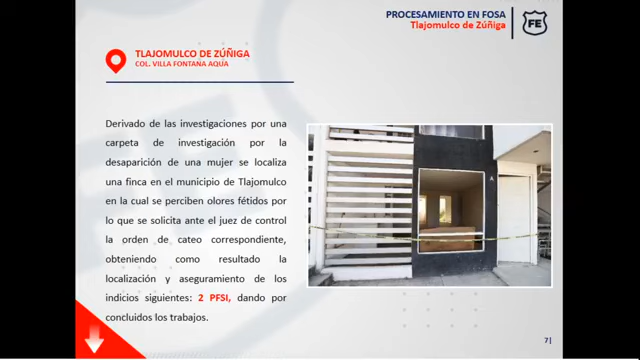 PROCESAMIENTO EN FOSA
Tlajomulco de Zúñiga
FE
TLAJOMULCO DE ZÚÑIGA
COL. VILLA FONTANA AQUA
Derivado de las investigaciones por una
carpeta de investigación por la
desaparición de una mujer se localiza
una finca en el municipio de Tlajomulco
en la cual se perciben olores fétidos por
lo que se solicita ante el juez de control
la orden de cateo correspondiente,
obteniendo como resultado la
localización y aseguramiento de los
indicios siguientes: 2 PFSI, dando por
concluidos los trabajos.
A
7|